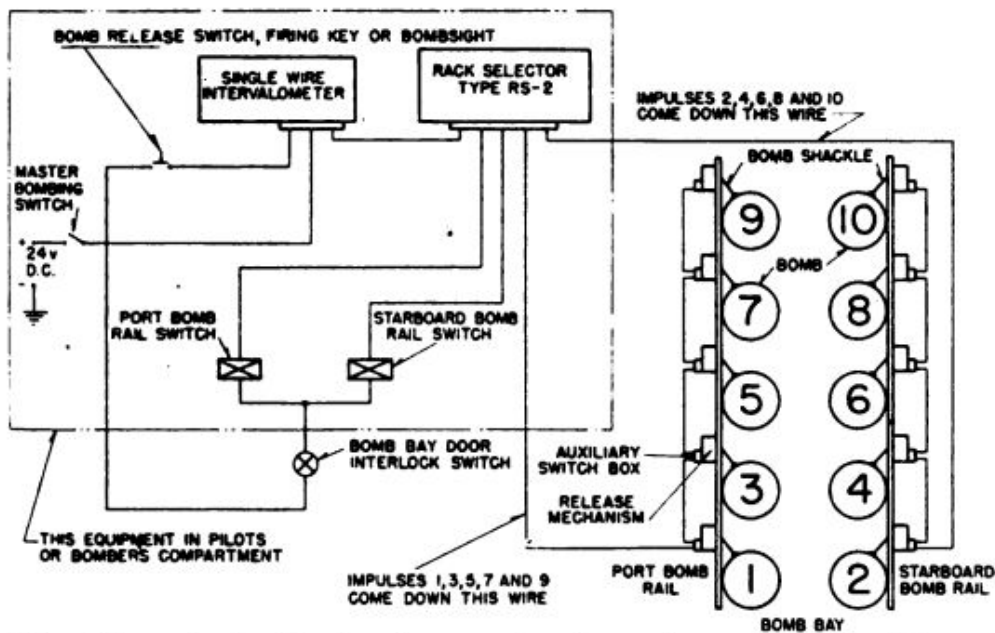 BOMB RELEASE SWITCH, FIRING KEY OR BOMBSIGHT
SINGLE WIRE
INTERVALOMETER
RACK SELECTOR
TYPE RS-2
IMPULSES 2,4,6,8 AND 10
COME DOWN THIS WIRE
MASTER
BOMBING
SWITCH
+
24V
D.C.
-
BOMB SHACKLE
9
10
BOMB
7
8
PORT BOMB
RAIL SWITCH
STARBOARD BOMB
RAIL SWITCH
5
6
BOMB BAY DOOR
INTERLOCK SWITCH
AUXILIARY
SWITCH BOX
RELEASE
MECHANISM
3
4
THIS EQUIPMENT IN PILOTS
OR BOMBERS COMPARTMENT
IMPULSES 1,3,5,7 AND 9
COME DOWN THIS WIRE
PORT BOMB
RAIL
1
2
STARBOARD
BOMB RAIL
BOMB BAY